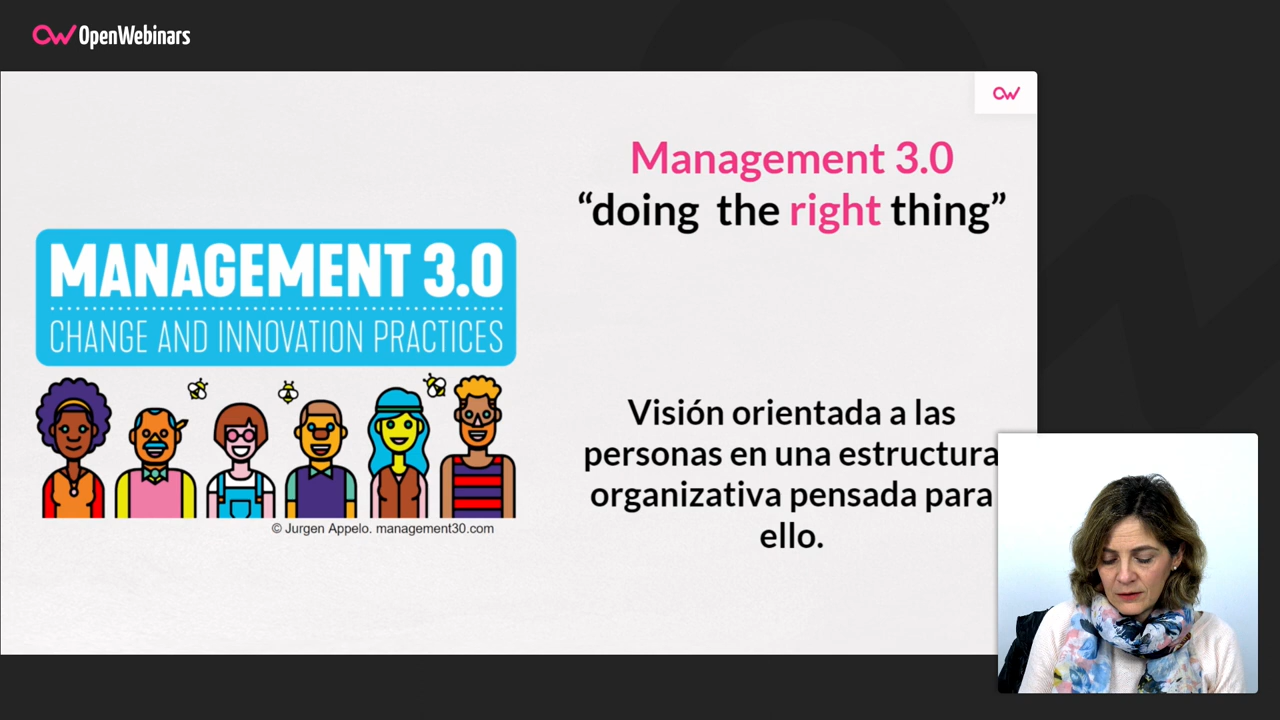 OpenWebinars
Management 3.0
“doing the right thing”
MANAGEMENT 3.0
CHANGE AND INNOVATION PRACTICES
© Jurgen Appelo. management30.com
Visión orientada a las
personas en una estructura
organizativa pensada para
ello.